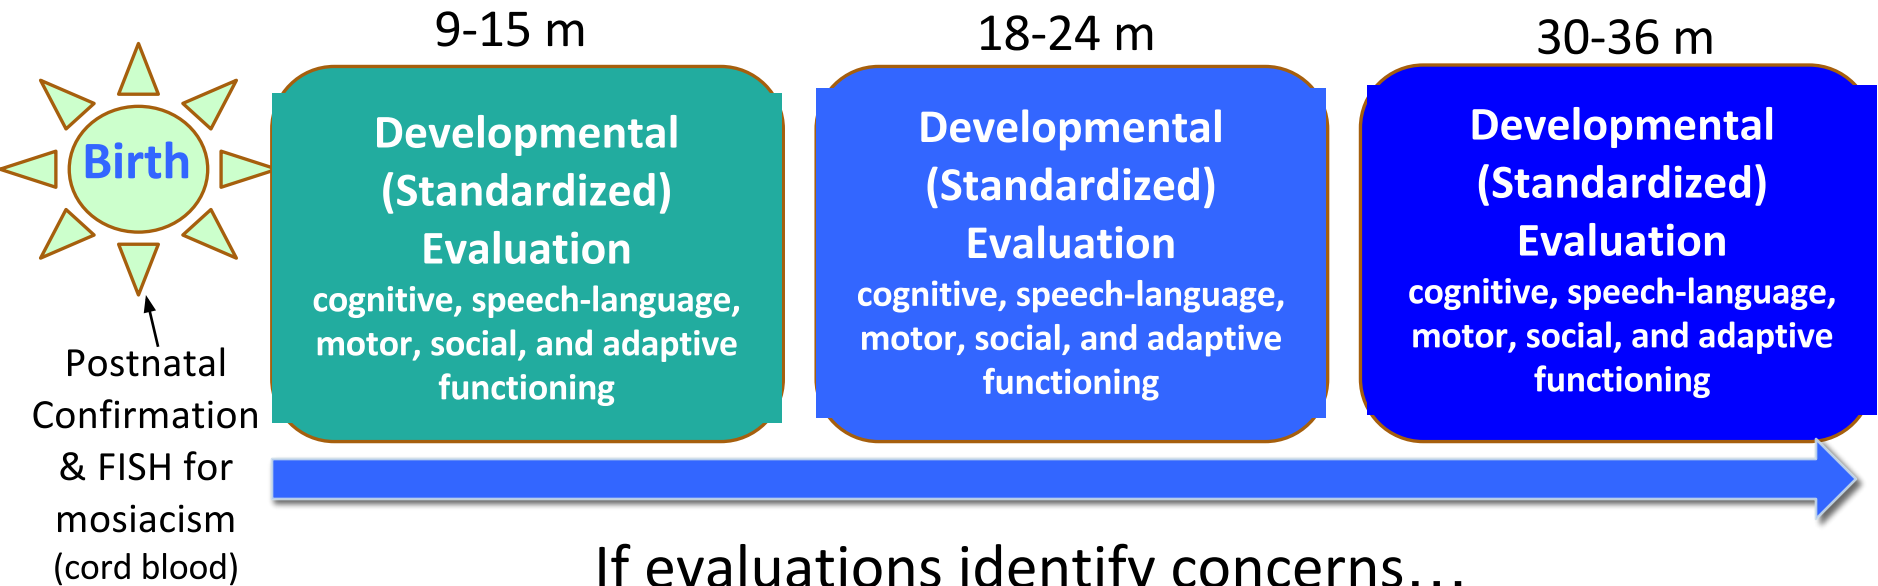 Birth
Postnatal
Confirmation
& FISH for
mosiacism
(cord blood)
9-15 m
Developmental
(Standardized)
Evaluation
cognitive, speech-language,
motor, social, and adaptive
functioning
18-24 m
Developmental
(Standardized)
Evaluation
cognitive, speech-language,
motor, social, and adaptive
functioning
30-36 m
Developmental
(Standardized)
Evaluation
cognitive, speech-language,
motor, social, and adaptive
functioning
If evaluations identify concerns…